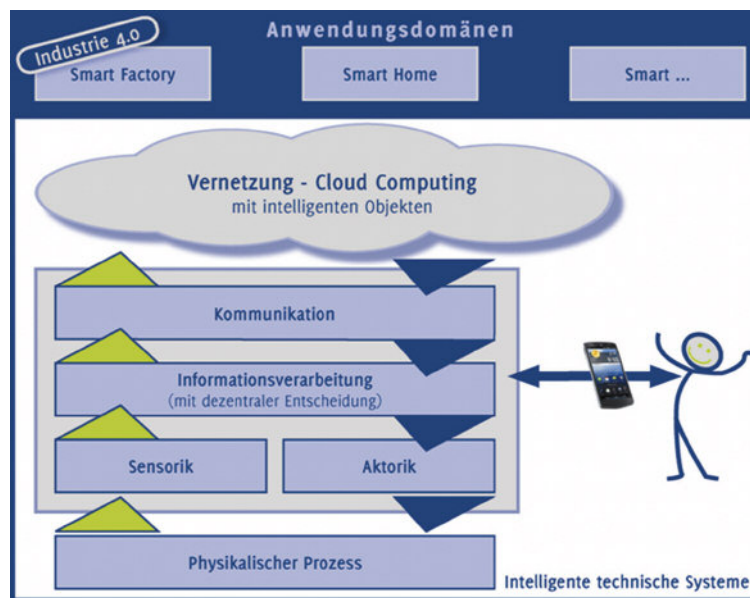 Anwendungsdomänen
Industrie 4.0
Smart Factory
Smart Home
Smart ...
Vernetzung - Cloud Computing
mit intelligenten Objekten
Kommunikation
Informationsverarbeitung
(mit dezentraler Entscheidung)
Sensorik
Aktorik
Physikalischer Prozess
Intelligente technische Systeme